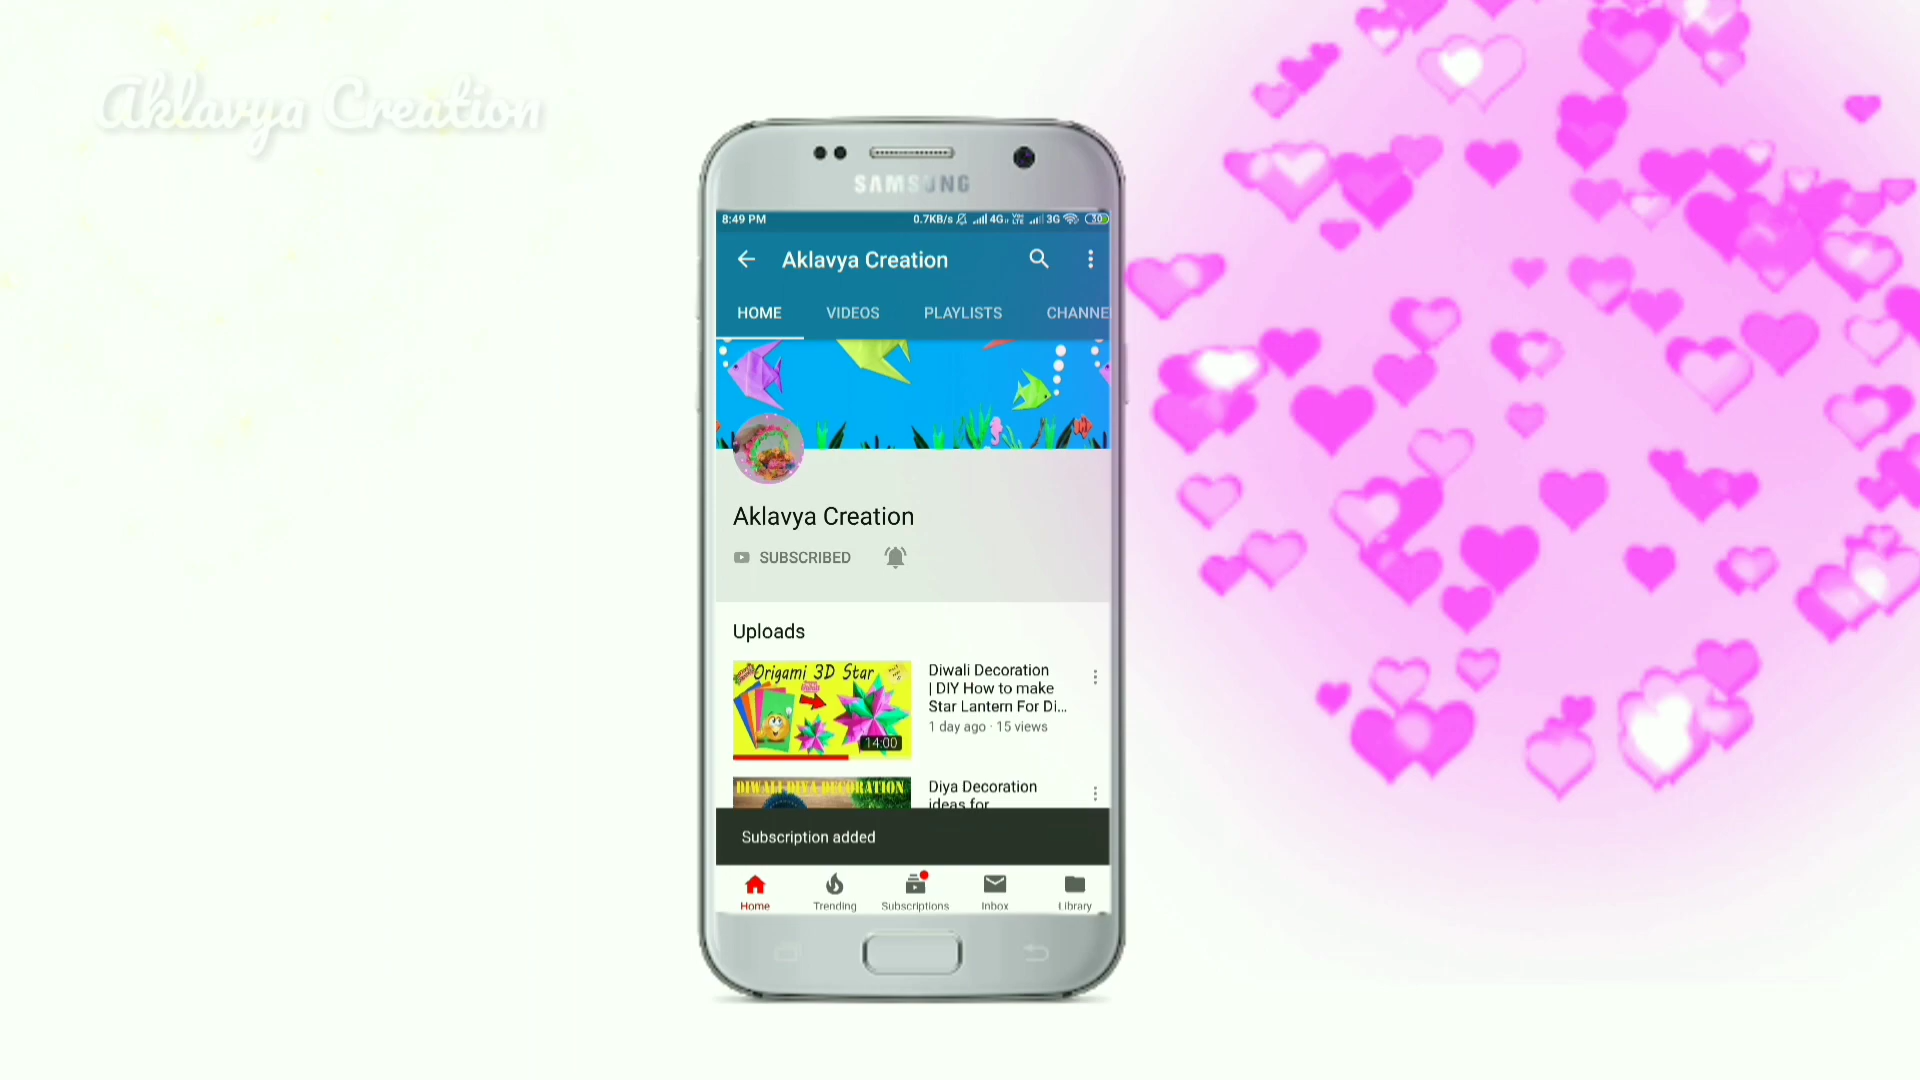 Aklavya Creation
SAMSUNG
8:49 PM 0.7KB/s 4G VoLTE 3G 30
Aklavya Creation
HOME VIDEOS PLAYLISTS CHANNE
Aklavya Creation
SUBSCRIBED
Uploads
Origami 3D Star
14:00
Diwali Decoration
| DIY How to make
Star Lantern For Di...
1 day ago · 15 views
DIWALI DIYA DECORATION
Diya Decoration
ideas for
Subscription added
Home Trending Subscriptions Inbox Library